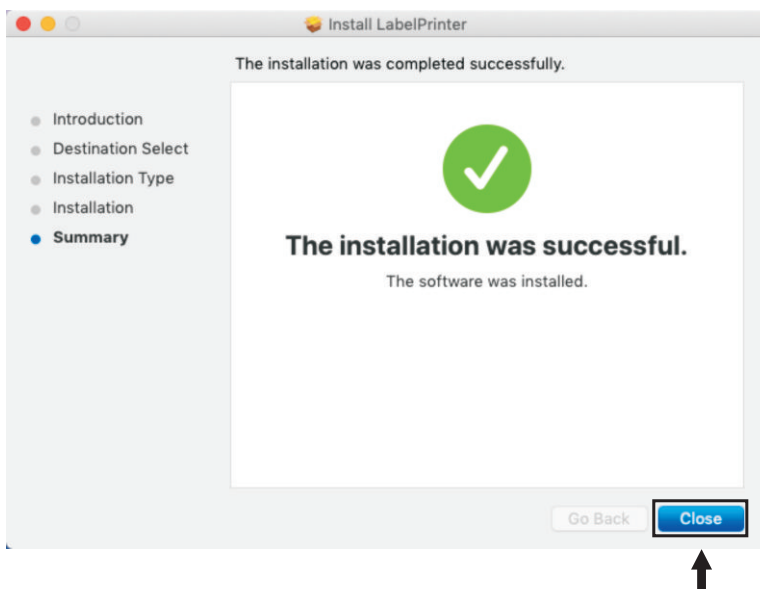 Install LabelPrinter
The installation was completed successfully.
Introduction
Destination Select
Installation Type
Installation
Summary
The installation was successful.
The software was installed.
Go Back
Close